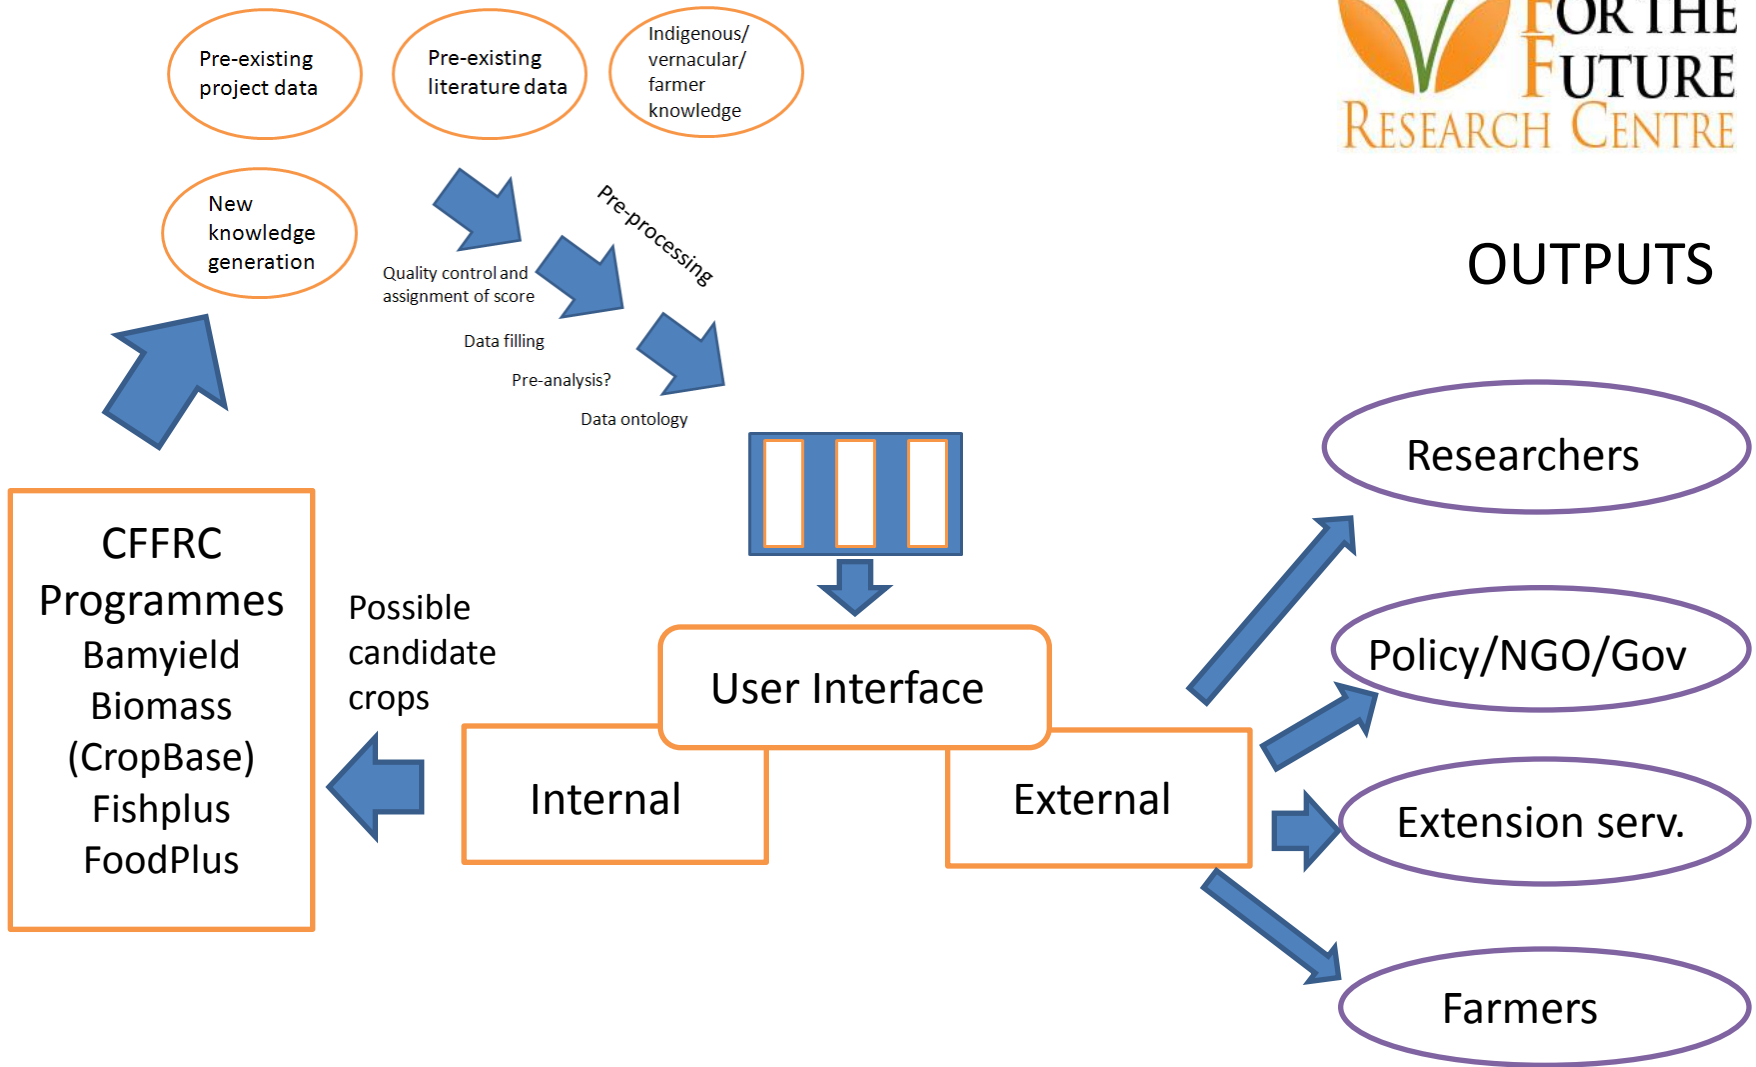 FOR THE
FUTURE
RESEARCH CENTRE
Pre-existing
project data
Pre-existing
literature data
Indigenous/
vernacular/
farmer
knowledge
New
knowledge
generation
Pre-processing
Quality control and
assignment of score
Data filling
Pre-analysis?
Data ontology
OUTPUTS
CFFRC
Programmes
Bamyield
Biomass
(CropBase)
Fishplus
FoodPlus
Possible
candidate
crops
User Interface
Internal
External
Researchers
Policy/NGO/Gov
Extension serv.
Farmers